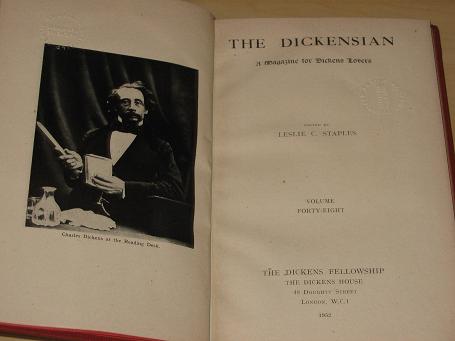 Charles Dickens at the Reading Desk.
THE DICKENSIAN
A Magazine for Dickens Lovers
EDITED BY
LESLIE C. STAPLES
VOLUME
FORTY-EIGHT
THE DICKENS FELLOWSHIP
THE DICKENS HOUSE
48 DOUGHTY STREET
LONDON, W.C.1
1952